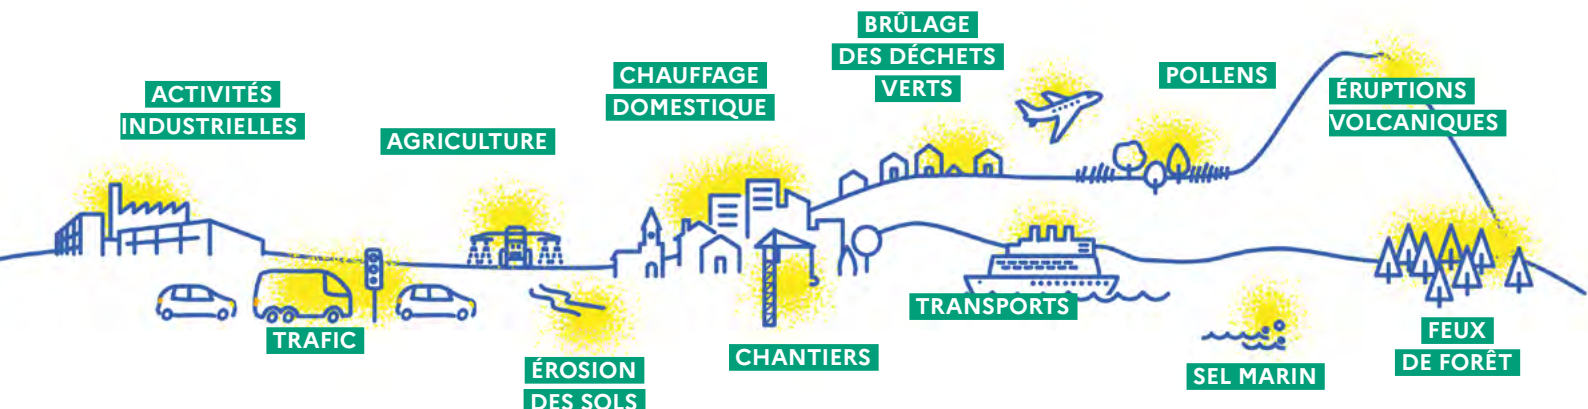 ACTIVITÉS
INDUSTRIELLES
AGRICULTURE
CHAUFFAGE
DOMESTIQUE
BRÛLAGE
DES DÉCHETS
VERTS
POLLENS
ÉRUPTIONS
VOLCANIQUES
TRAFIC
ÉROSION
DES SOLS
CHANTIERS
TRANSPORTS
SEL MARIN
FEUX
DE FORÊT